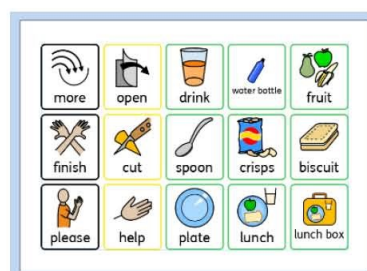 more open drink water bottle fruit
finish cut spoon crisps biscuit
please help plate lunch lunch box